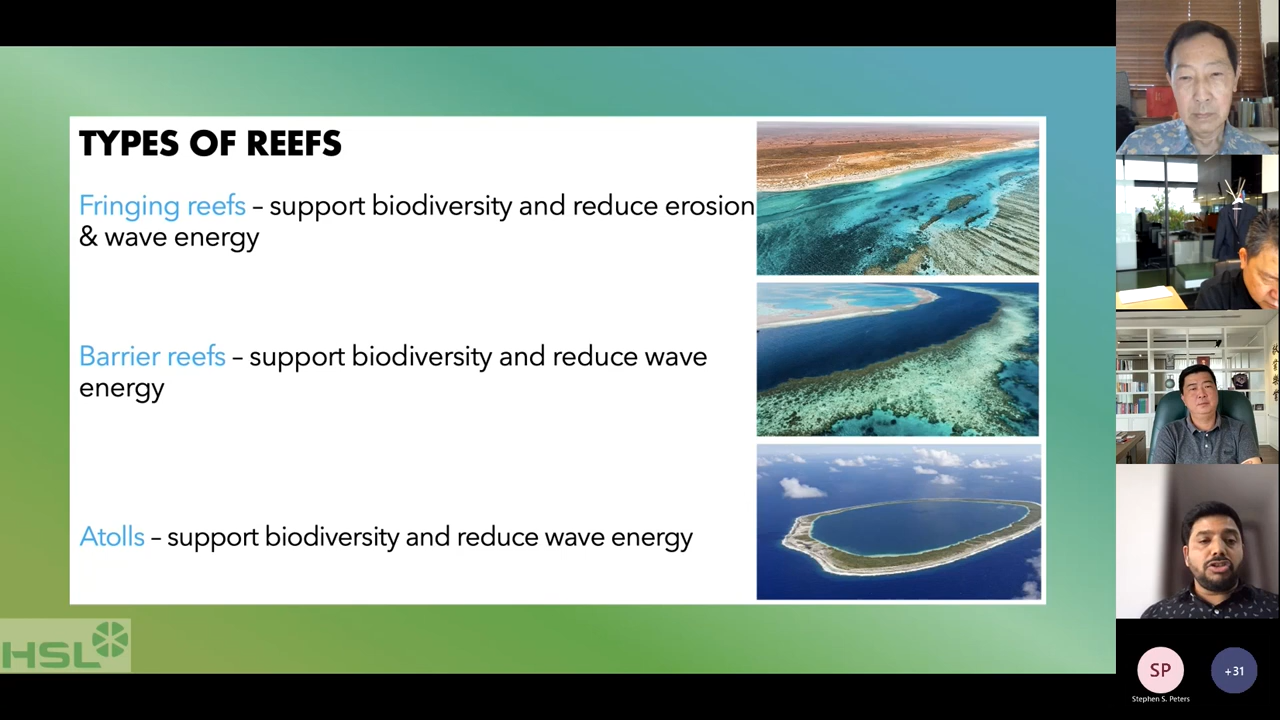 TYPES OF REEFS
Fringing reefs – support biodiversity and reduce erosion
& wave energy
Barrier reefs – support biodiversity and reduce wave
energy
Atolls – support biodiversity and reduce wave energy
HSL
SP
+31
Stephen S. Peters